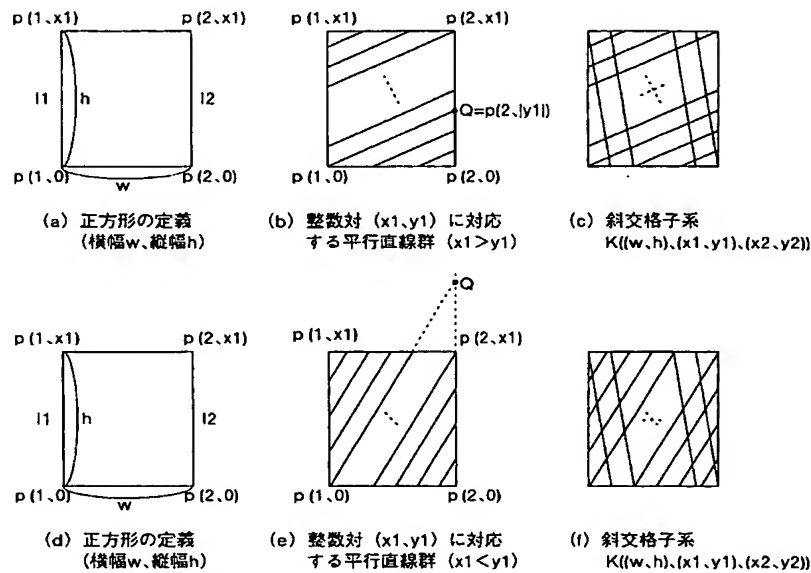 p(1、x1) p(2、x1) p(1、x1) p(2、x1)
l1 h l2 Q=p(2、|y1|)
p(1、0) w p(2、0) p(1、0) p(2、0)
(a) 正方形の定義 (b) 整数対 (x1、y1) に対応 (c) 斜交格子系
(横幅w、縦幅h) する平行直線群 (x1>y1) K((w、h)、(x1、y1)、(x2、y2))
Q
p(1、x1) p(2、x1) p(1、x1) p(2、x1)
l1 h l2
p(1、0) w p(2、0) p(1、0) p(2、0)
(d) 正方形の定義 (e) 整数対 (x1、y1) に対応 (f) 斜交格子系
(横幅w、縦幅h) する平行直線群 (x1<y1) K((w、h)、(x1、y1)、(x2、y2))